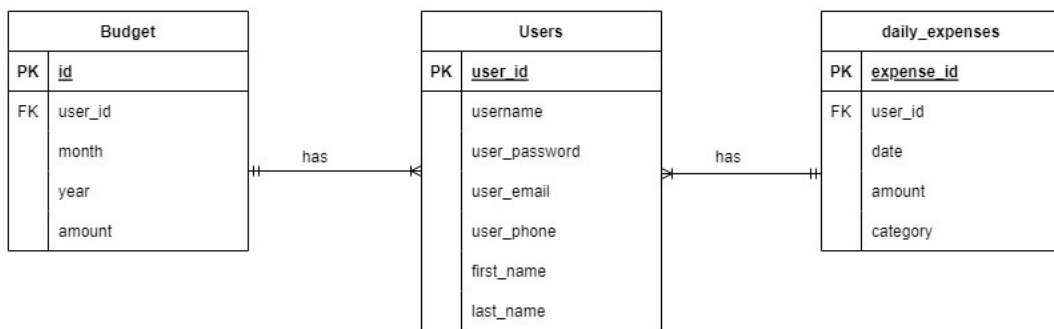 Budget
PK id
FK user_id
month
year
amount
has
Users
PK user_id
username
user_password
user_email
user_phone
first_name
last_name
has
daily_expenses
PK expense_id
FK user_id
date
amount
category